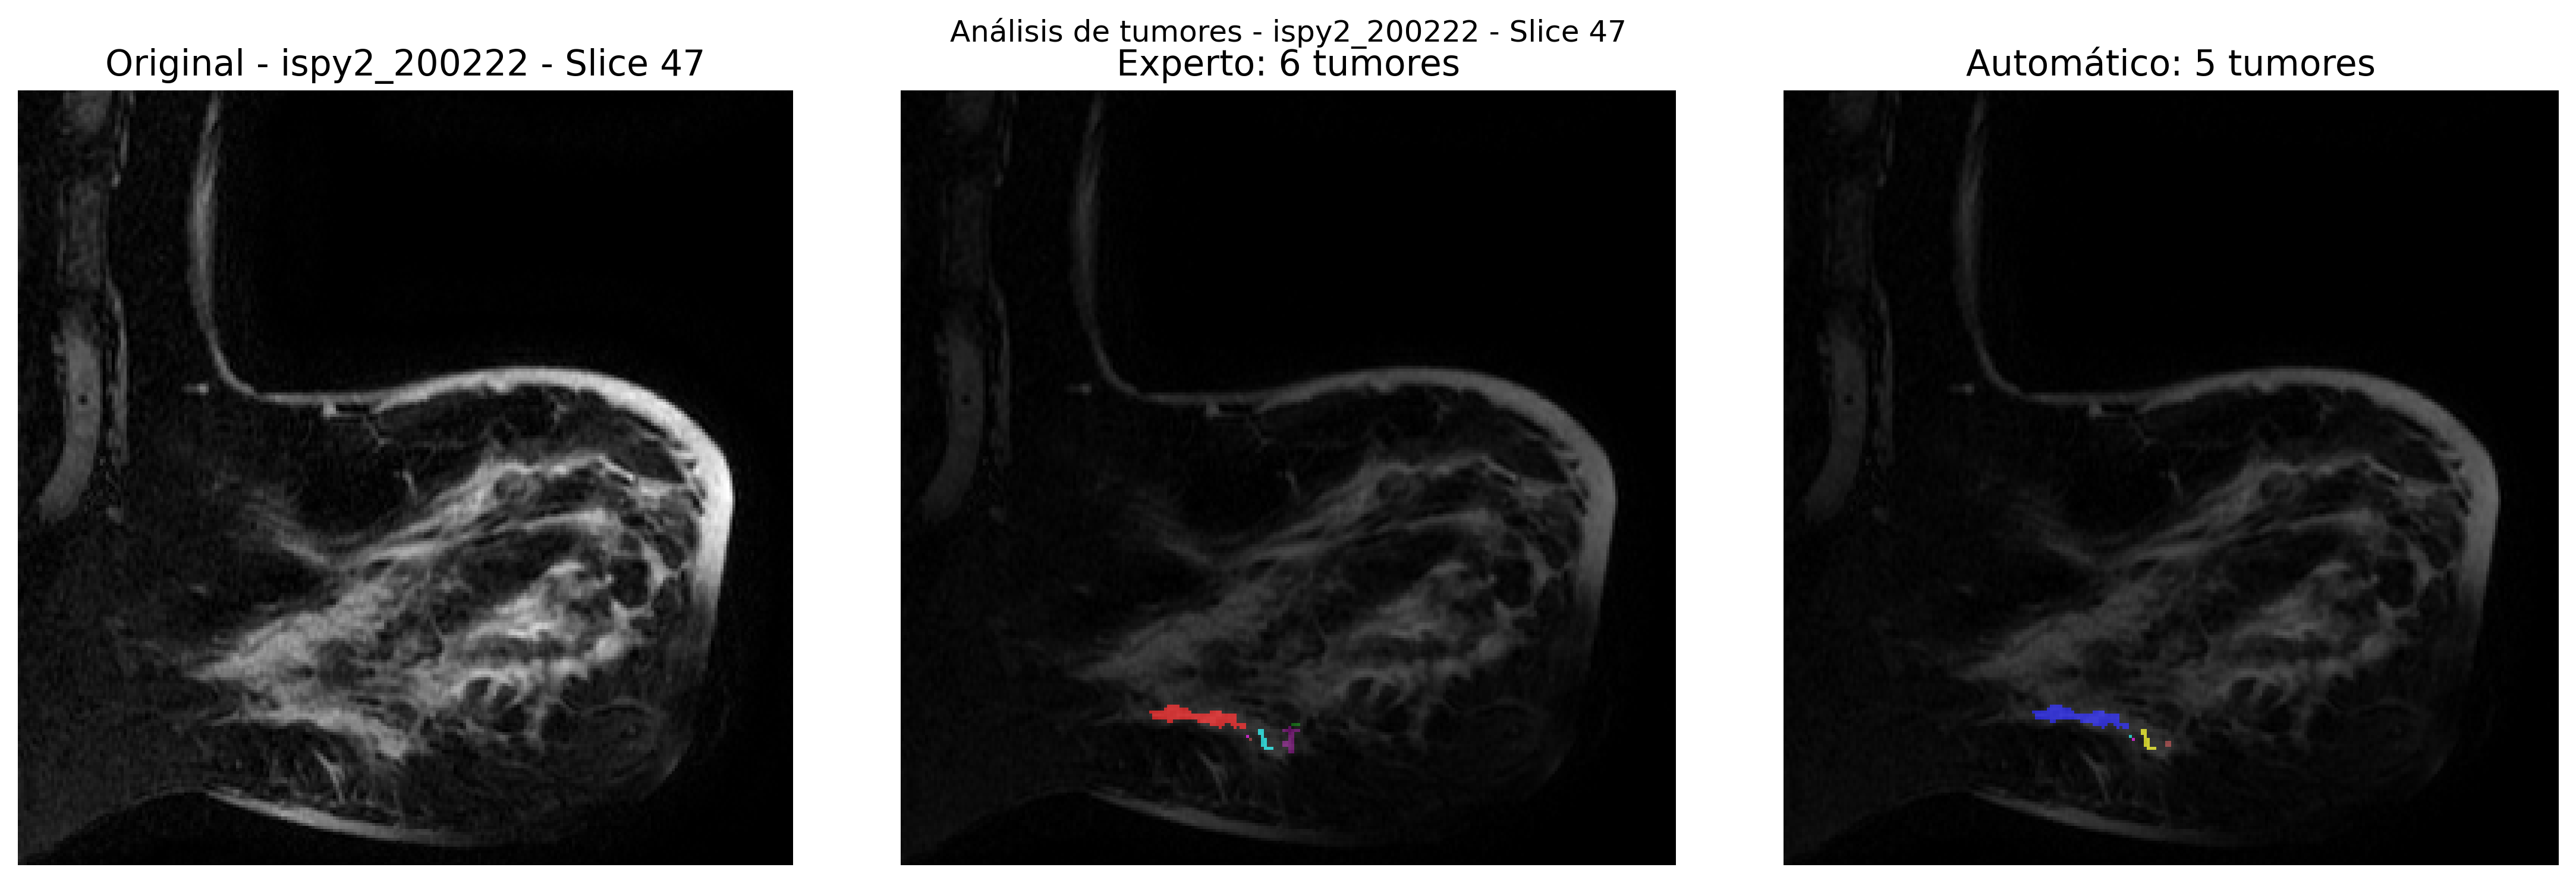 Análisis de tumores - ispy2_200222 - Slice 47
Original - ispy2_200222 - Slice 47
Experto: 6 tumores
Automático: 5 tumores